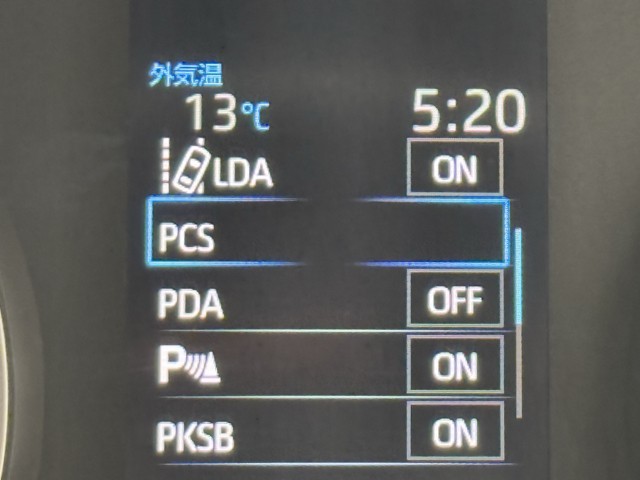 外気温
13℃ 5:20
LDA ON
PCS
PDA OFF
P ON
PKSB ON